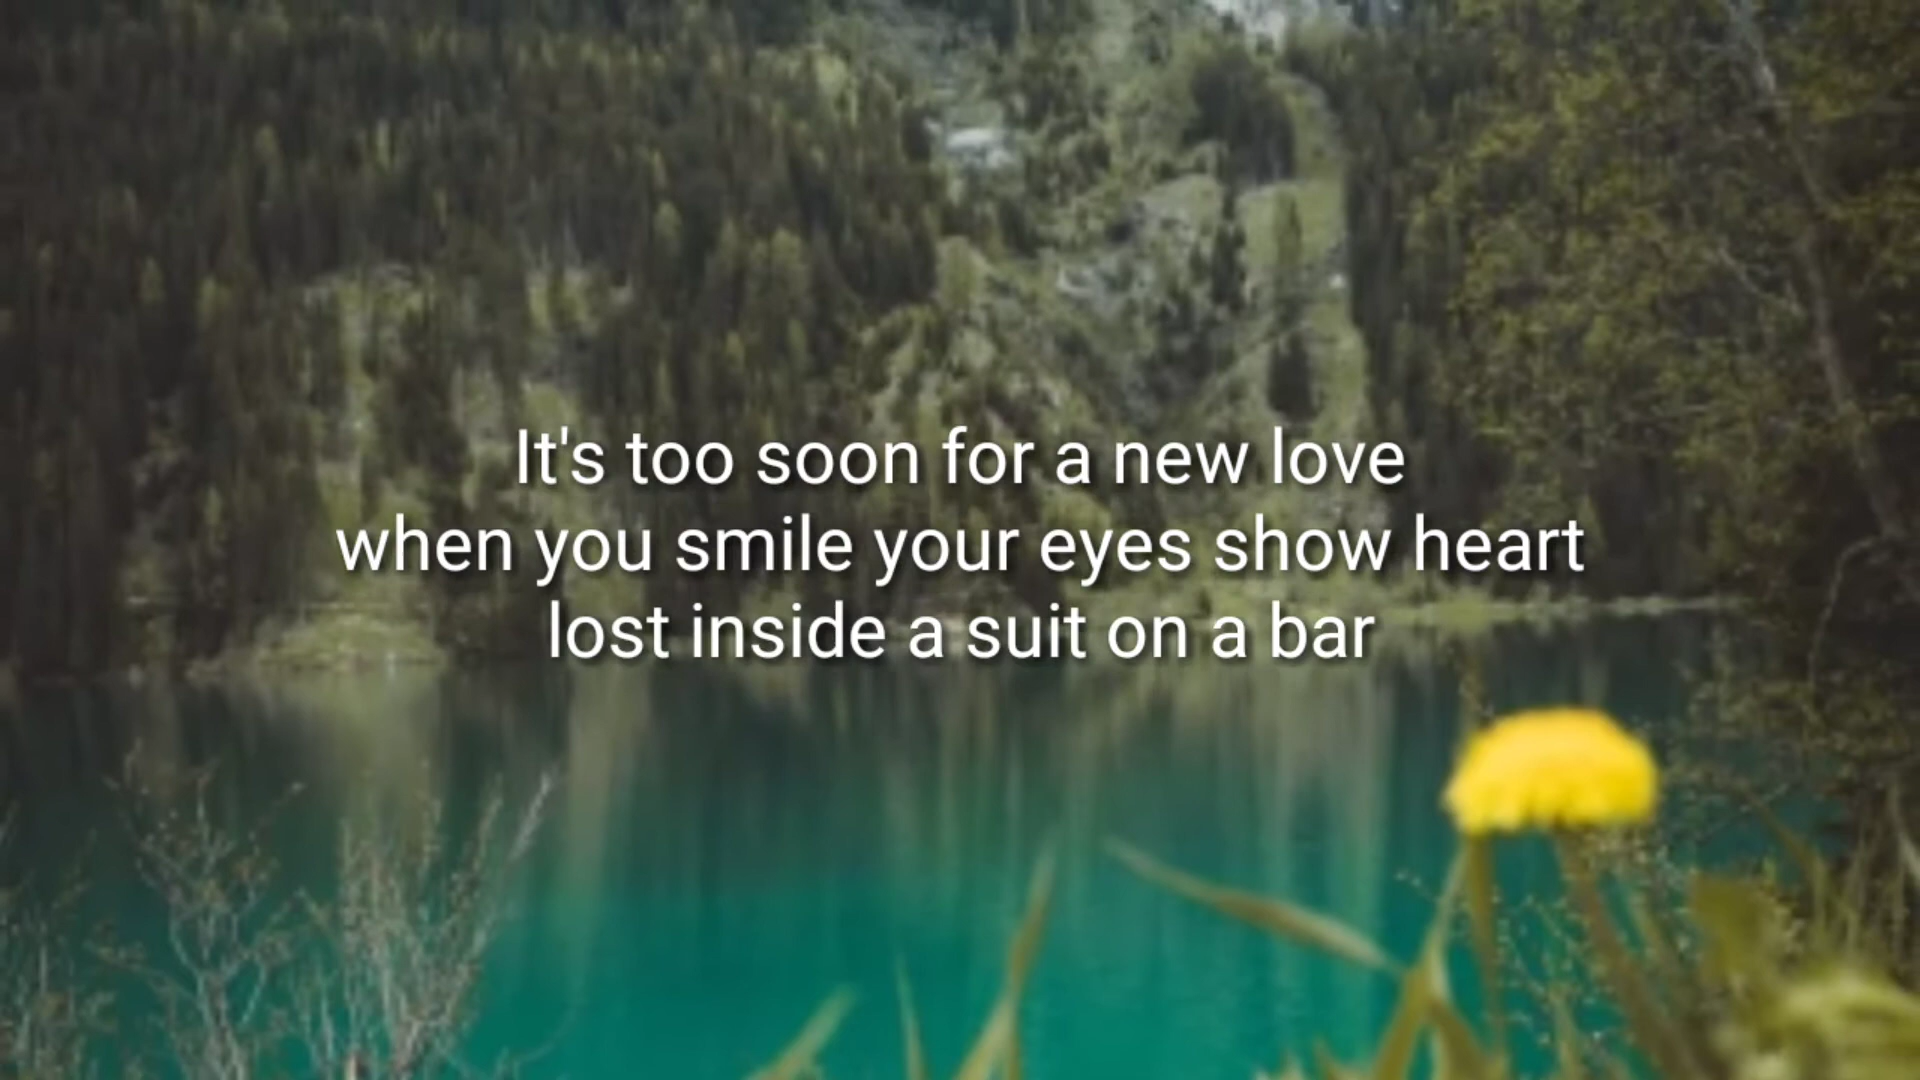 It's too soon for a new love
when you smile your eyes show heart
lost inside a suit on a bar